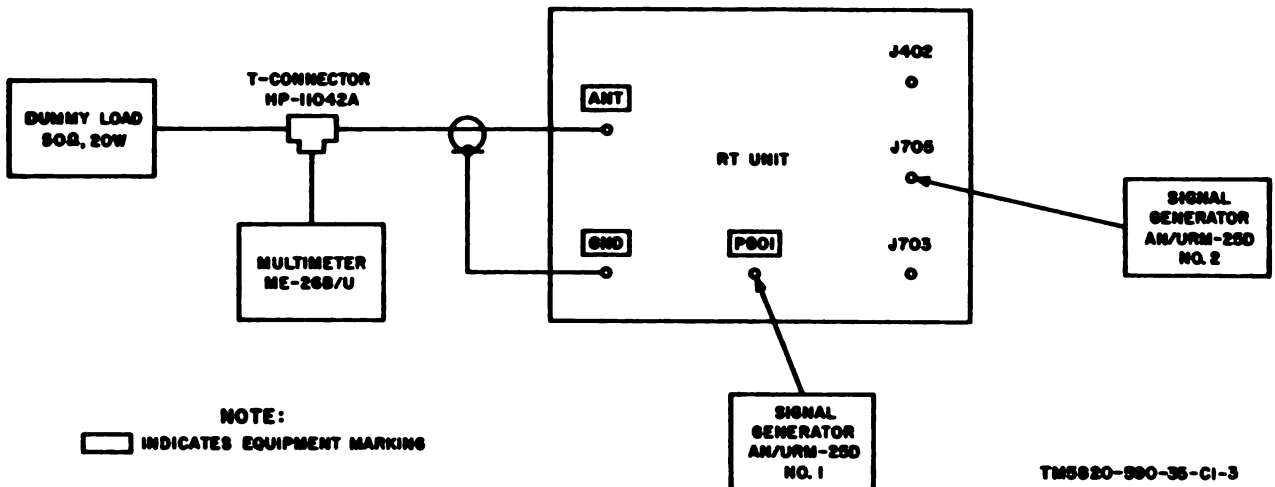 J402
T-CONNECTOR
HP-11042A
DUMMY LOAD
50Ω, 20W
ANT
RT UNIT
J705
SIGNAL
GENERATOR
AN/URM-25D
NO. 2
MULTIMETER
ME-26B/U
GND
P601
J703
SIGNAL
GENERATOR
AN/URM-25D
NO. 1
NOTE:
INDICATES EQUIPMENT MARKING
TM5820-590-35-C1-3